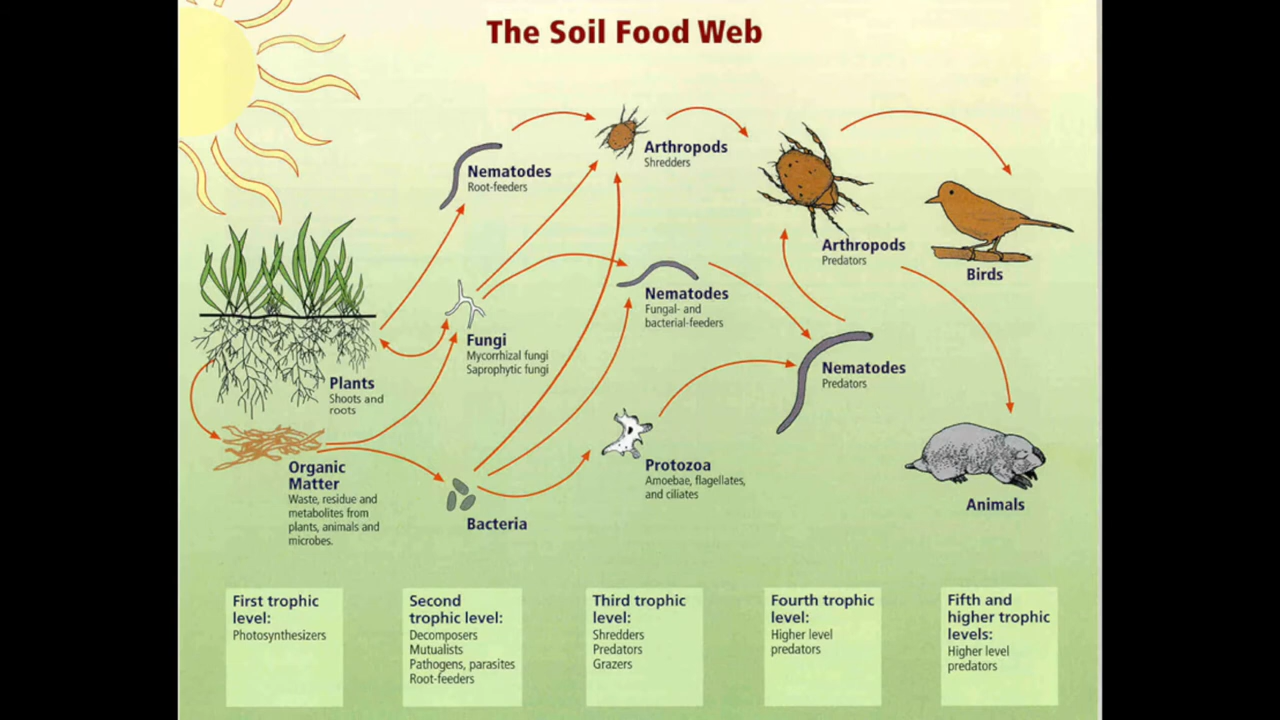 The Soil Food Web
Arthropods
Shredders
Nematodes
Root-feeders
Arthropods
Predators
Birds
Nematodes
Fungal- and
bacterial-feeders
Fungi
Mycorrhizal fungi
Saprophytic fungi
Nematodes
Predators
Plants
Shoots and
roots
Organic
Matter
Waste, residue and
metabolites from
plants, animals and
microbes.
Protozoa
Amoebae, flagellates,
and ciliates
Animals
Bacteria
First trophic
level:
Photosynthesizers
Second
trophic level:
Decomposers
Mutualists
Pathogens, parasites
Root-feeders
Third trophic
level:
Shredders
Predators
Grazers
Fourth trophic
level:
Higher level
predators
Fifth and
higher trophic
levels:
Higher level
predators